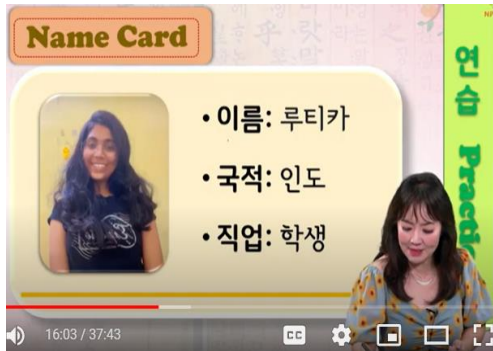 Name Card
• 이름: 루티카
• 국적: 인도
• 직업: 학생
연습 Practi
16:03 / 37:43
CC